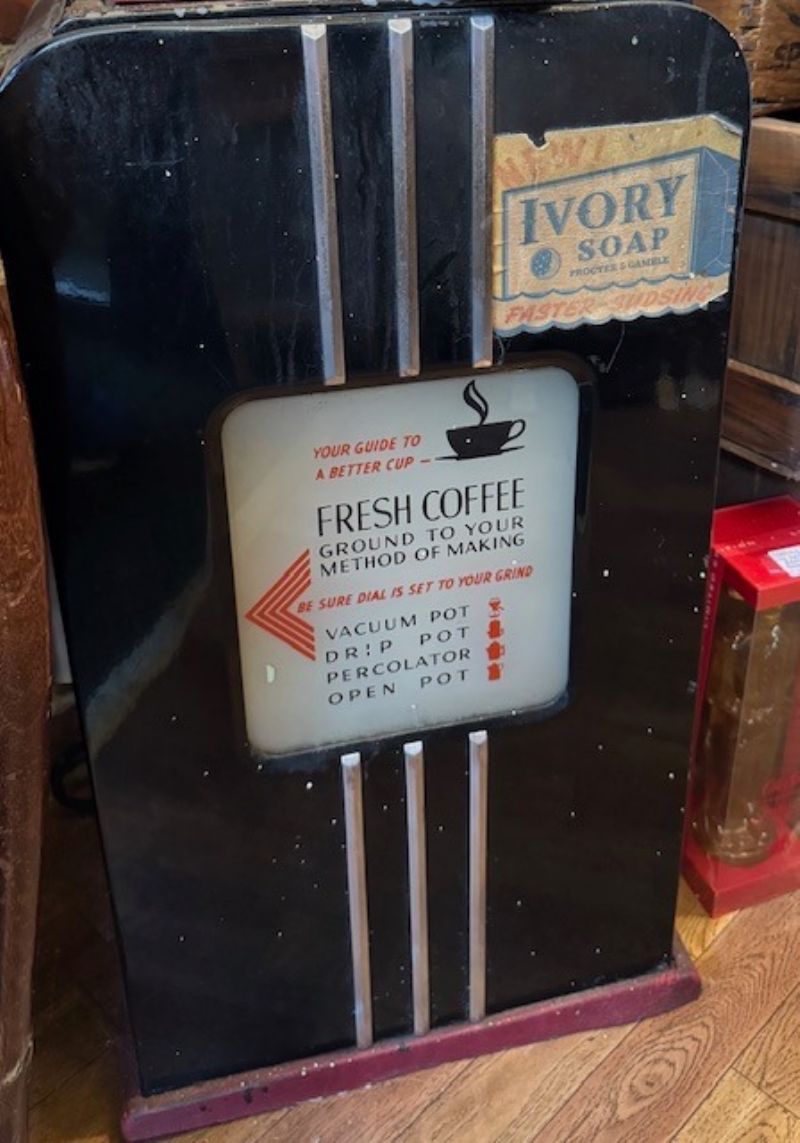 NEW!
IVORY
SOAP
PROCTER & GAMBLE
FASTER-SUDSING
YOUR GUIDE TO
A BETTER CUP —
FRESH COFFEE
GROUND TO YOUR
METHOD OF MAKING
BE SURE DIAL IS SET TO YOUR GRIND
VACUUM POT
DRIP POT
PERCOLATOR
OPEN POT